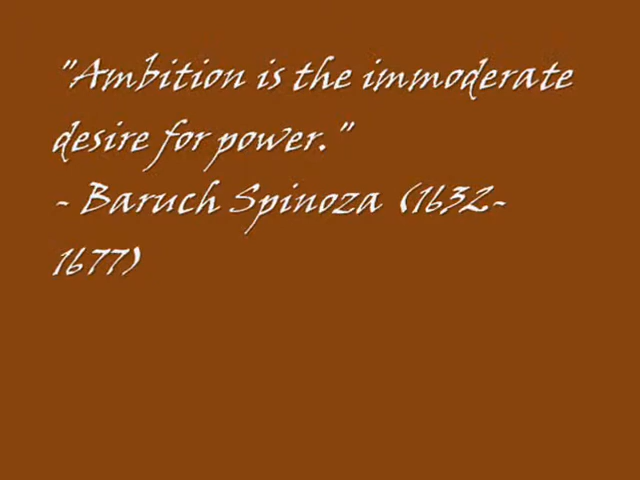 "Ambition is the immoderate
desire for power."
- Baruch Spinoza (1632-
1677)